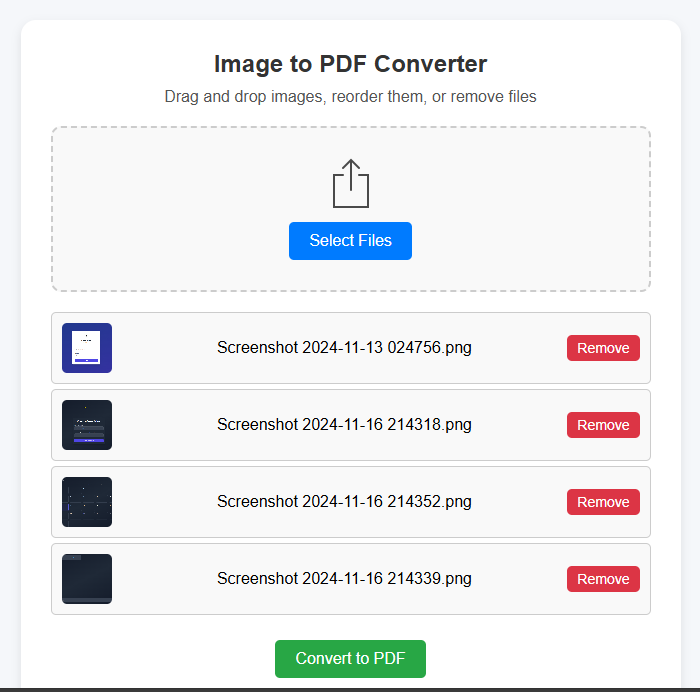 Image to PDF Converter
Drag and drop images, reorder them, or remove files
Select Files
Screenshot 2024-11-13 024756.png
Remove
Screenshot 2024-11-16 214318.png
Remove
Screenshot 2024-11-16 214352.png
Remove
Screenshot 2024-11-16 214339.png
Remove
Convert to PDF